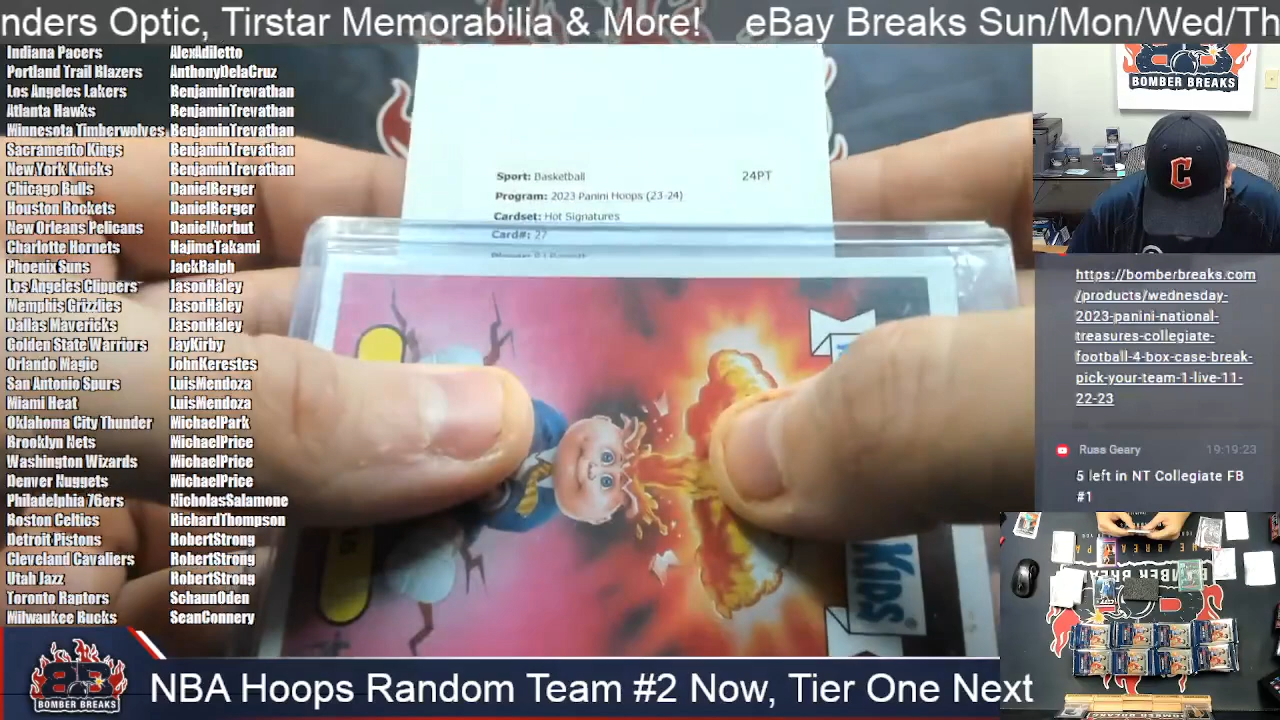 nders Optic, Tirstar Memorabilia & More! eBay Breaks Sun/Mon/Wed/Th
Indiana Pacers AlexAdiletto
Portland Trail Blazers AnthonyDelaCruz
Los Angeles Lakers BenjaminTrevathan
Atlanta Hawks BenjaminTrevathan
Minnesota Timberwolves BenjaminTrevathan
Sacramento Kings BenjaminTrevathan
New York Knicks BenjaminTrevathan
Chicago Bulls DanielBerger
Houston Rockets DanielBerger
New Orleans Pelicans DanielNorbut
Charlotte Hornets HajimeTakami
Phoenix Suns JackRalph
Los Angeles Clippers JasonHaley
Memphis Grizzlies JasonHaley
Dallas Mavericks JasonHaley
Golden State Warriors JayKirby
Orlando Magic JohnKerestes
San Antonio Spurs LuisMendoza
Miami Heat LuisMendoza
Oklahoma City Thunder MichaelPark
Brooklyn Nets MichaelPrice
Washington Wizards MichaelPrice
Denver Nuggets MichaelPrice
Philadelphia 76ers NicholasSalamone
Boston Celtics RichardThompson
Detroit Pistons RobertStrong
Cleveland Cavaliers RobertStrong
Utah Jazz RobertStrong
Toronto Raptors SchaunOden
Milwaukee Bucks SeanConnery
Sport: Basketball 24PT
Program: 2023 Panini Hoops (23-24)
Cardset: Hot Signatures
Card#: 27
KIDS
BOMBER BREAKS
C
https://bomberbreaks.com
/products/wednesday-
2023-panini-national-
treasures-collegiate-
football-4-box-case-break-
pick-your-team-1-live-11-
22-23
Russ Geary 19:19:23
5 left in NT Collegiate FB
#1
BOMBER BREAKS
NBA Hoops Random Team #2 Now, Tier One Next